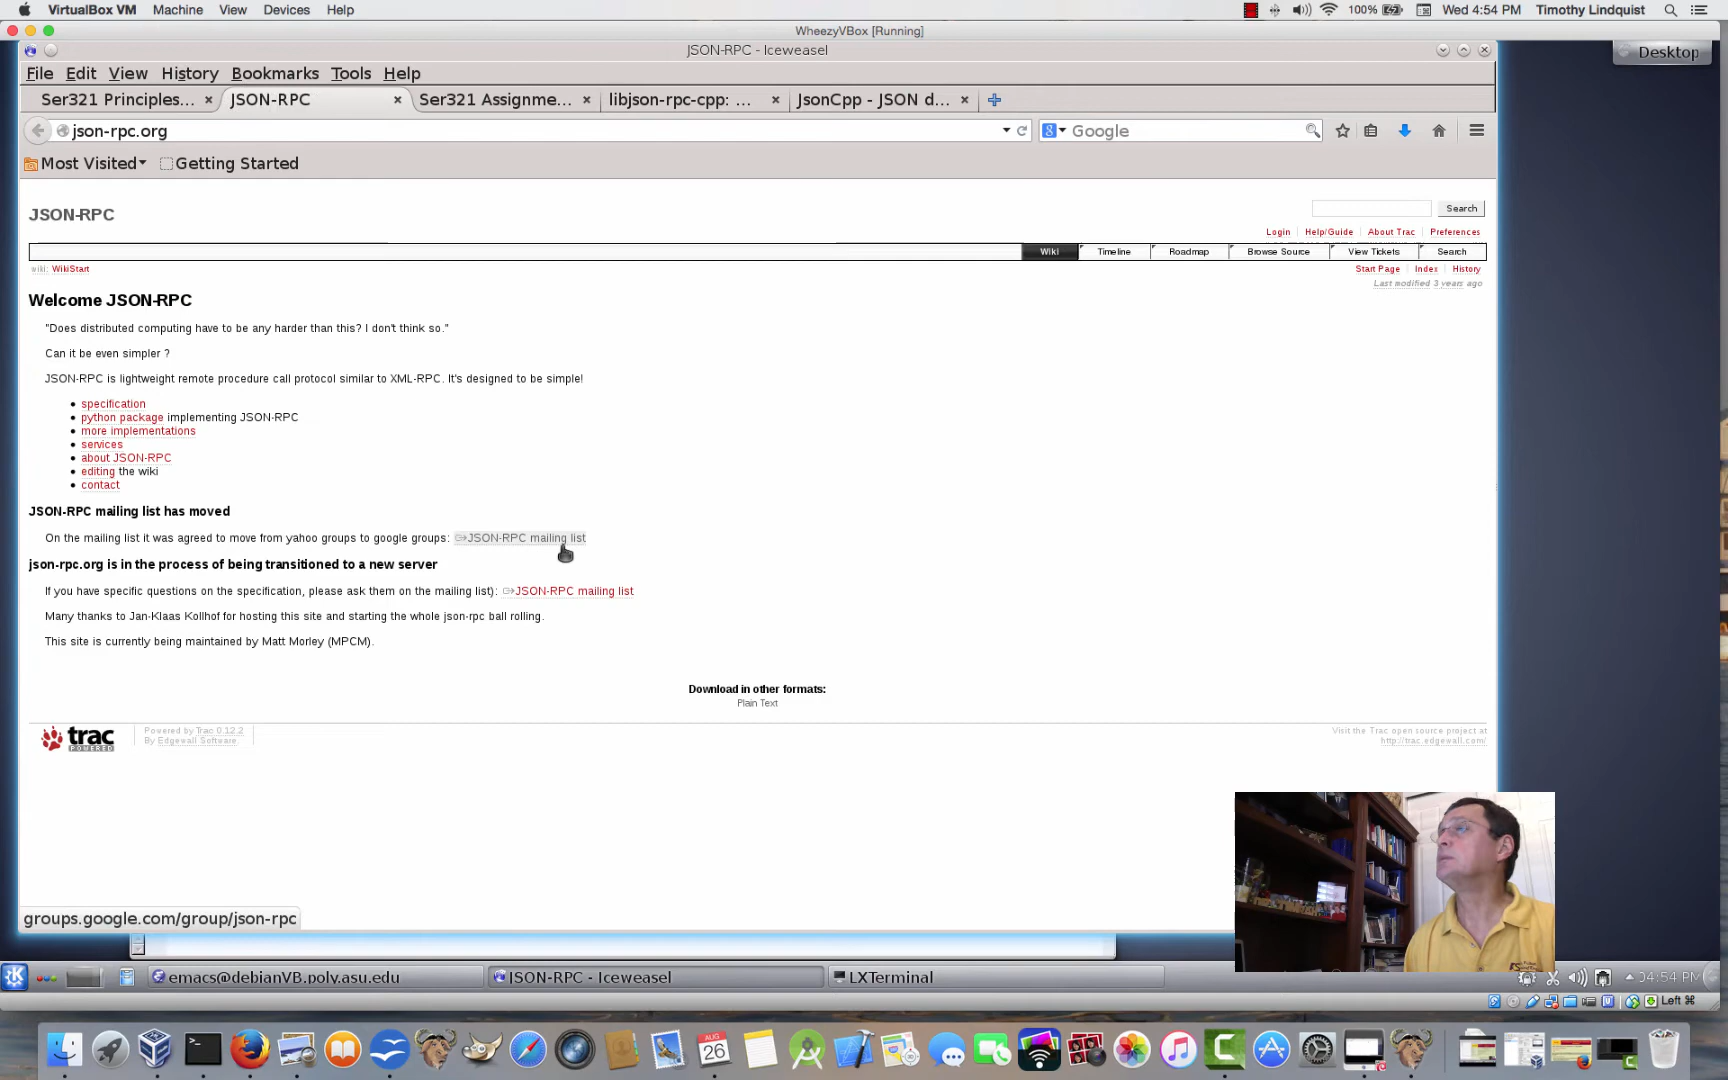 VirtualBox VM Machine View Devices Help 100% Wed 4:54 PM Timothy Lindquist
WheezyVBox [Running]
JSON-RPC - Iceweasel
Desktop
File Edit View History Bookmarks Tools Help
Ser321 Principles... JSON-RPC Ser321 Assignme... libjson-rpc-cpp: ... JsonCpp - JSON d...
json-rpc.org Google
Most Visited Getting Started
JSON-RPC
Search
Login Help/Guide About Trac Preferences
Wiki Timeline Roadmap Browse Source View Tickets Search
wiki: WikiStart Start Page Index History
Last modified 3 years ago
Welcome JSON-RPC
"Does distributed computing have to be any harder than this? I don't think so."
Can it be even simpler ?
JSON-RPC is lightweight remote procedure call protocol similar to XML-RPC. It's designed to be simple!
specification
python package implementing JSON-RPC
more implementations
services
about JSON-RPC
editing the wiki
contact
JSON-RPC mailing list has moved
On the mailing list it was agreed to move from yahoo groups to google groups: JSON-RPC mailing list
json-rpc.org is in the process of being transitioned to a new server
If you have specific questions on the specification, please ask them on the mailing list): JSON-RPC mailing list
Many thanks to Jan-Klaas Kollhof for hosting this site and starting the whole json-rpc ball rolling.
This site is currently being maintained by Matt Morley (MPCM).
Download in other formats:
Plain Text
trac
POWERED
Powered by Trac 0.12.2
By Edgewall Software.
Visit the Trac open source project at
http://trac.edgewall.com/
groups.google.com/group/json-rpc
emacs@debianVB.poly.asu.edu JSON-RPC - Iceweasel LXTerminal 04:54 PM
Left ⌘
AUG
26